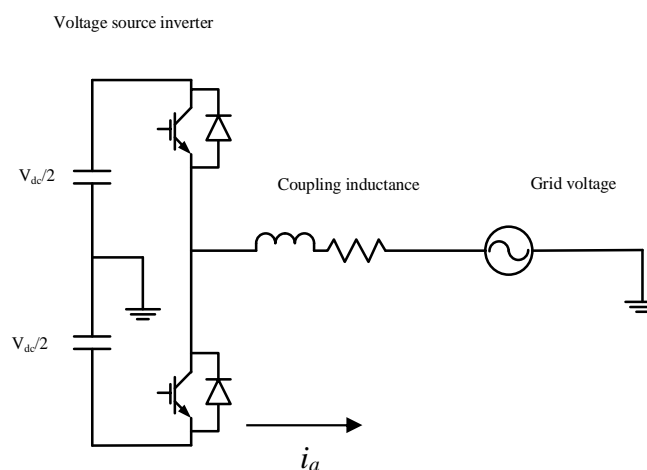 Voltage source inverter
V_dc/2
Coupling inductance
Grid voltage
V_dc/2
i_a